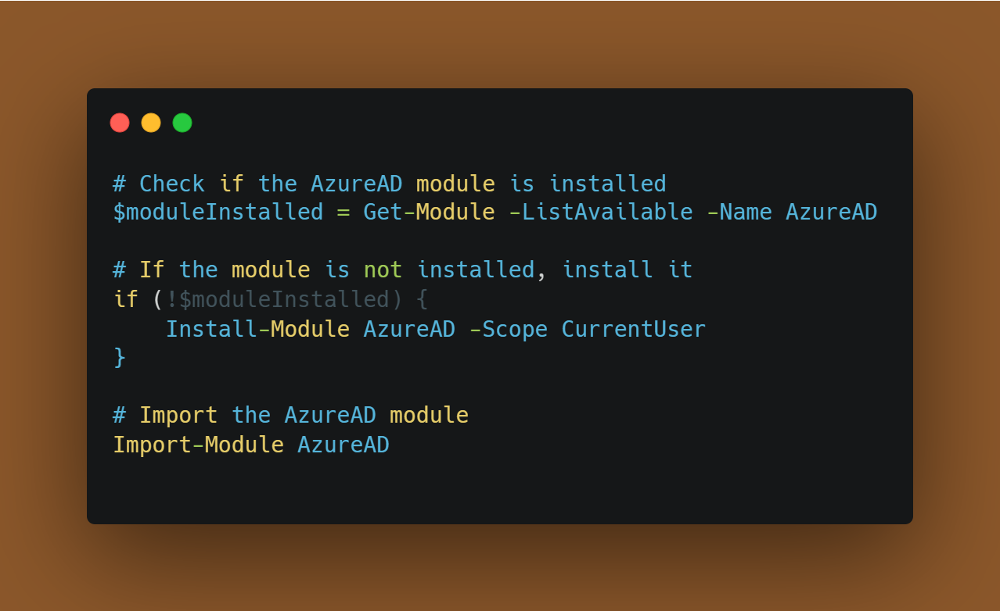 # Check if the AzureAD module is installed
$moduleInstalled = Get-Module -ListAvailable -Name AzureAD
# If the module is not installed, install it
if (!$moduleInstalled) {
    Install-Module AzureAD -Scope CurrentUser
}
# Import the AzureAD module
Import-Module AzureAD